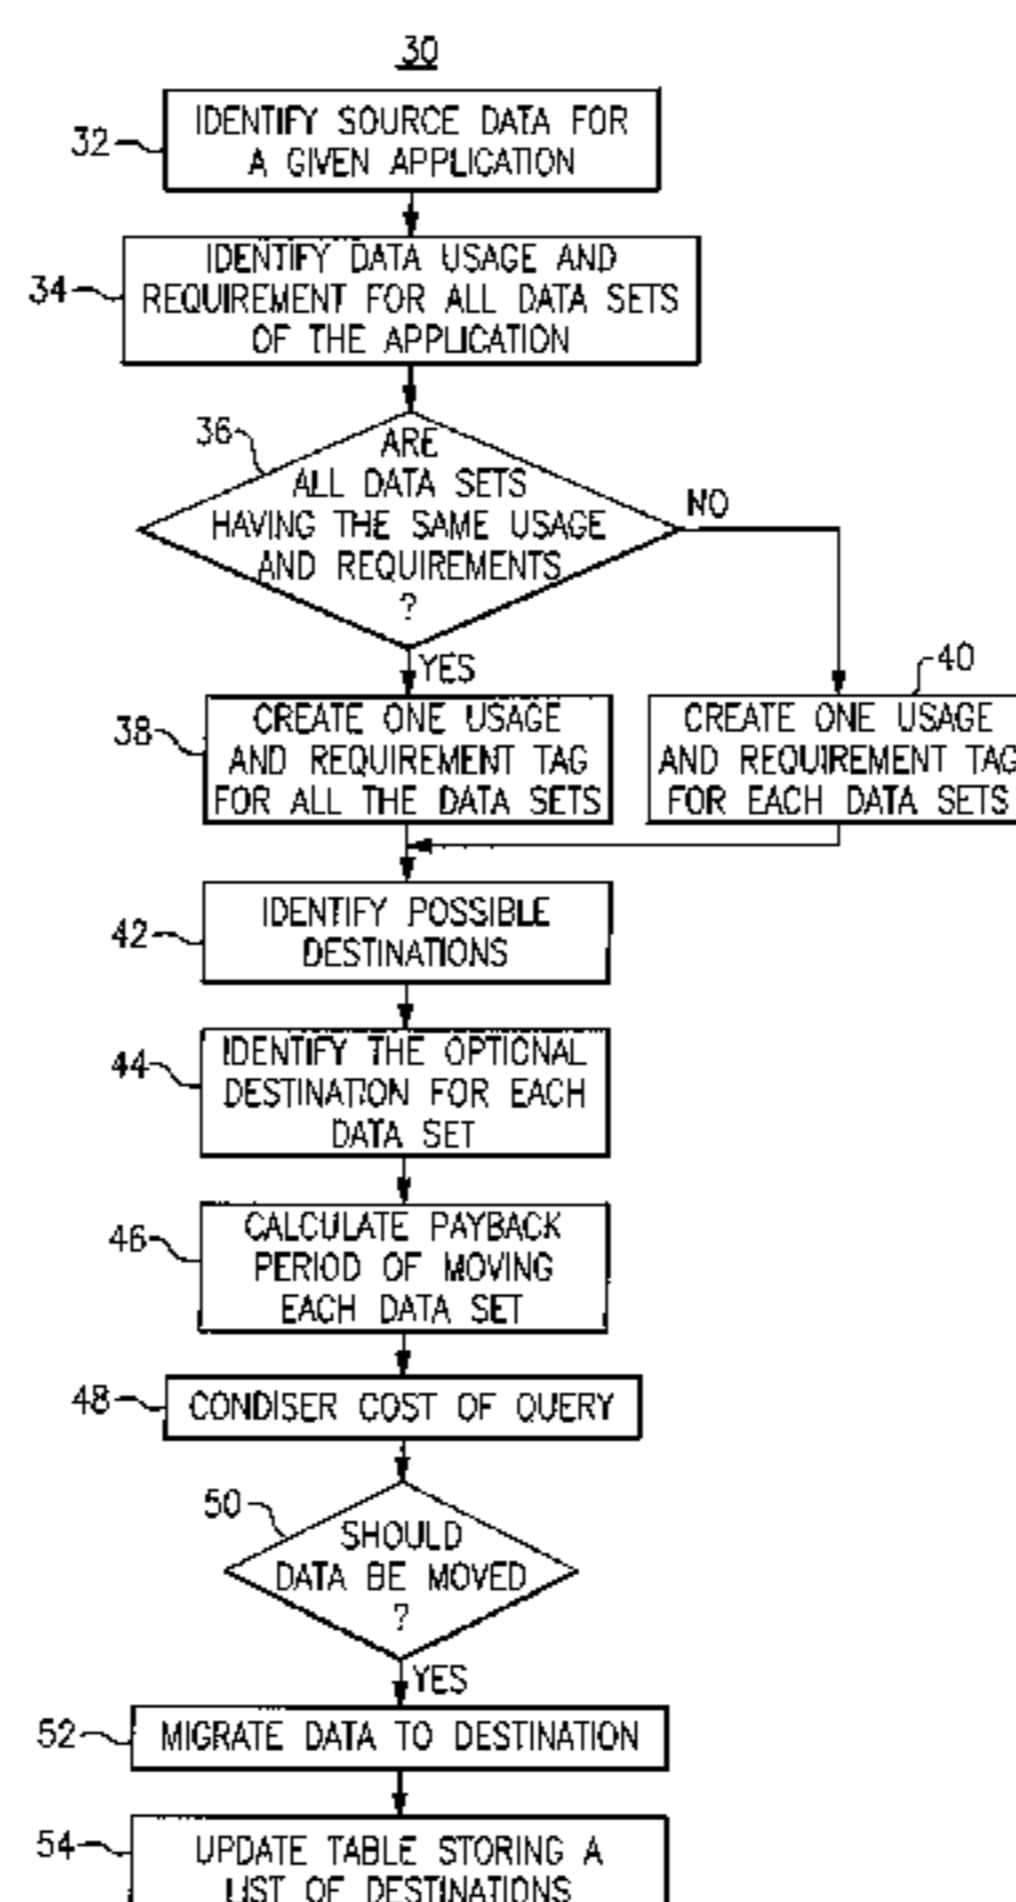 30
32
IDENTIFY SOURCE DATA FOR
A GIVEN APPLICATION
34
IDENTIFY DATA USAGE AND
REQUIREMENT FOR ALL DATA SETS
OF THE APPLICATION
36
ARE
ALL DATA SETS
HAVING THE SAME USAGE
AND REQUIREMENTS
?
NO
YES
38
CREATE ONE USAGE
AND REQUIREMENT TAG
FOR ALL THE DATA SETS
40
CREATE ONE USAGE
AND REQUIREMENT TAG
FOR EACH DATA SETS
42
IDENTIFY POSSIBLE
DESTINATIONS
44
IDENTIFY THE OPTIONAL
DESTINATION FOR EACH
DATA SET
46
CALCULATE PAYBACK
PERIOD OF MOVING
EACH DATA SET
48
CONDISER COST OF QUERY
50
SHOULD
DATA BE MOVED
?
YES
52
MIGRATE DATA TO DESTINATION
54
UPDATE TABLE STORING A
LIST OF DESTINATIONS